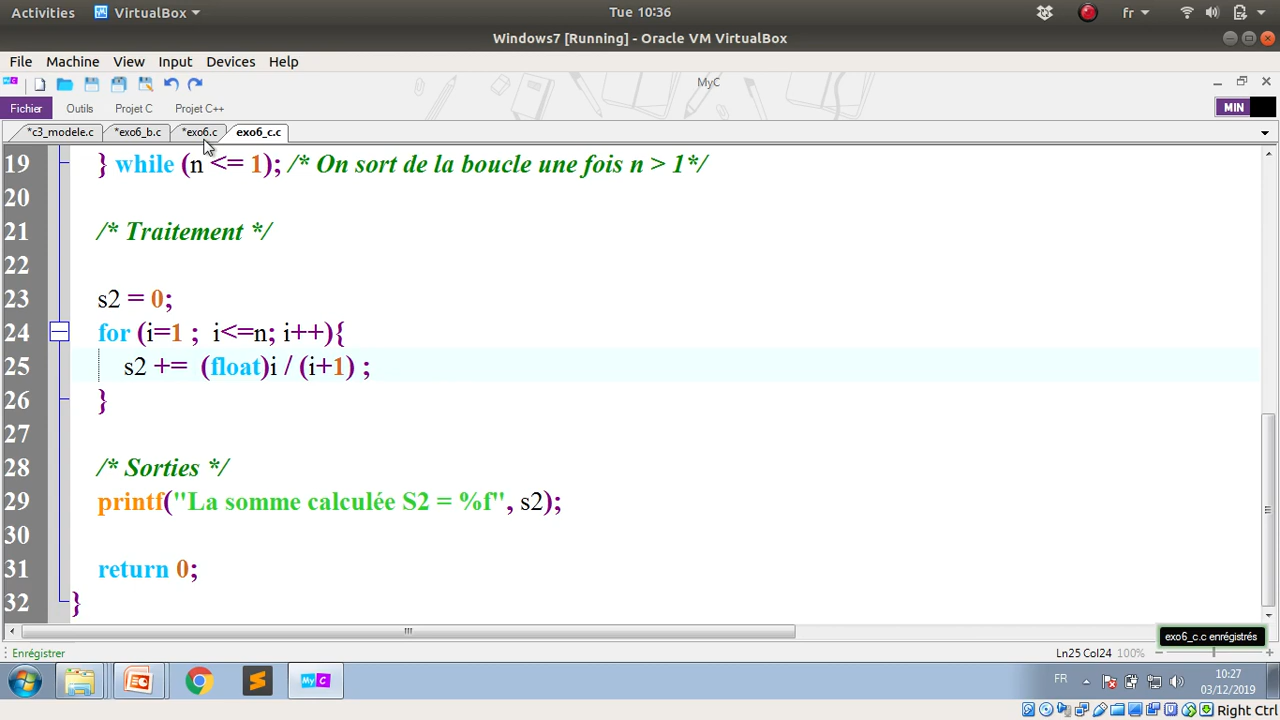 Activities VirtualBox Tue 10:36 fr
Windows7 [Running] - Oracle VM VirtualBox
File Machine View Input Devices Help
MyC
Fichier Outils Projet C Projet C++ MIN
*c3_modele.c *exo6_b.c *exo6.c exo6_c.c
19 } while (n <= 1); /* On sort de la boucle une fois n > 1*/
20
21 /* Traitement */
22
23 s2 = 0;
24 for (i=1 ; i<=n; i++){
25 s2 += (float)i / (i+1) ;
26 }
27
28 /* Sorties */
29 printf("La somme calculée S2 = %f", s2);
30
31 return 0;
32 }
exo6_c.c enrégistrés
Enrégistrer Ln25 Col24 100%
MyC FR 10:27
03/12/2019
Right Ctrl